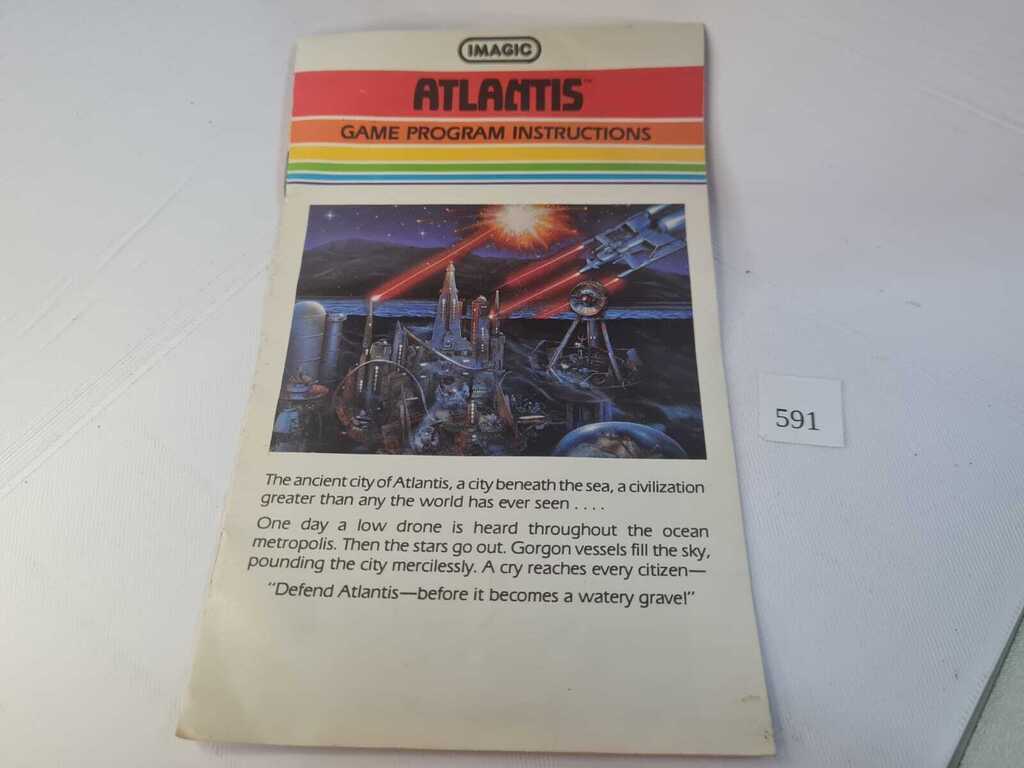 IMAGIC
ATLANTIS™
GAME PROGRAM INSTRUCTIONS
The ancient city of Atlantis, a city beneath the sea, a civilization
greater than any the world has ever seen . . . .
One day a low drone is heard throughout the ocean
metropolis. Then the stars go out. Gorgon vessels fill the sky,
pounding the city mercilessly. A cry reaches every citizen—
"Defend Atlantis—before it becomes a watery grave!"
591